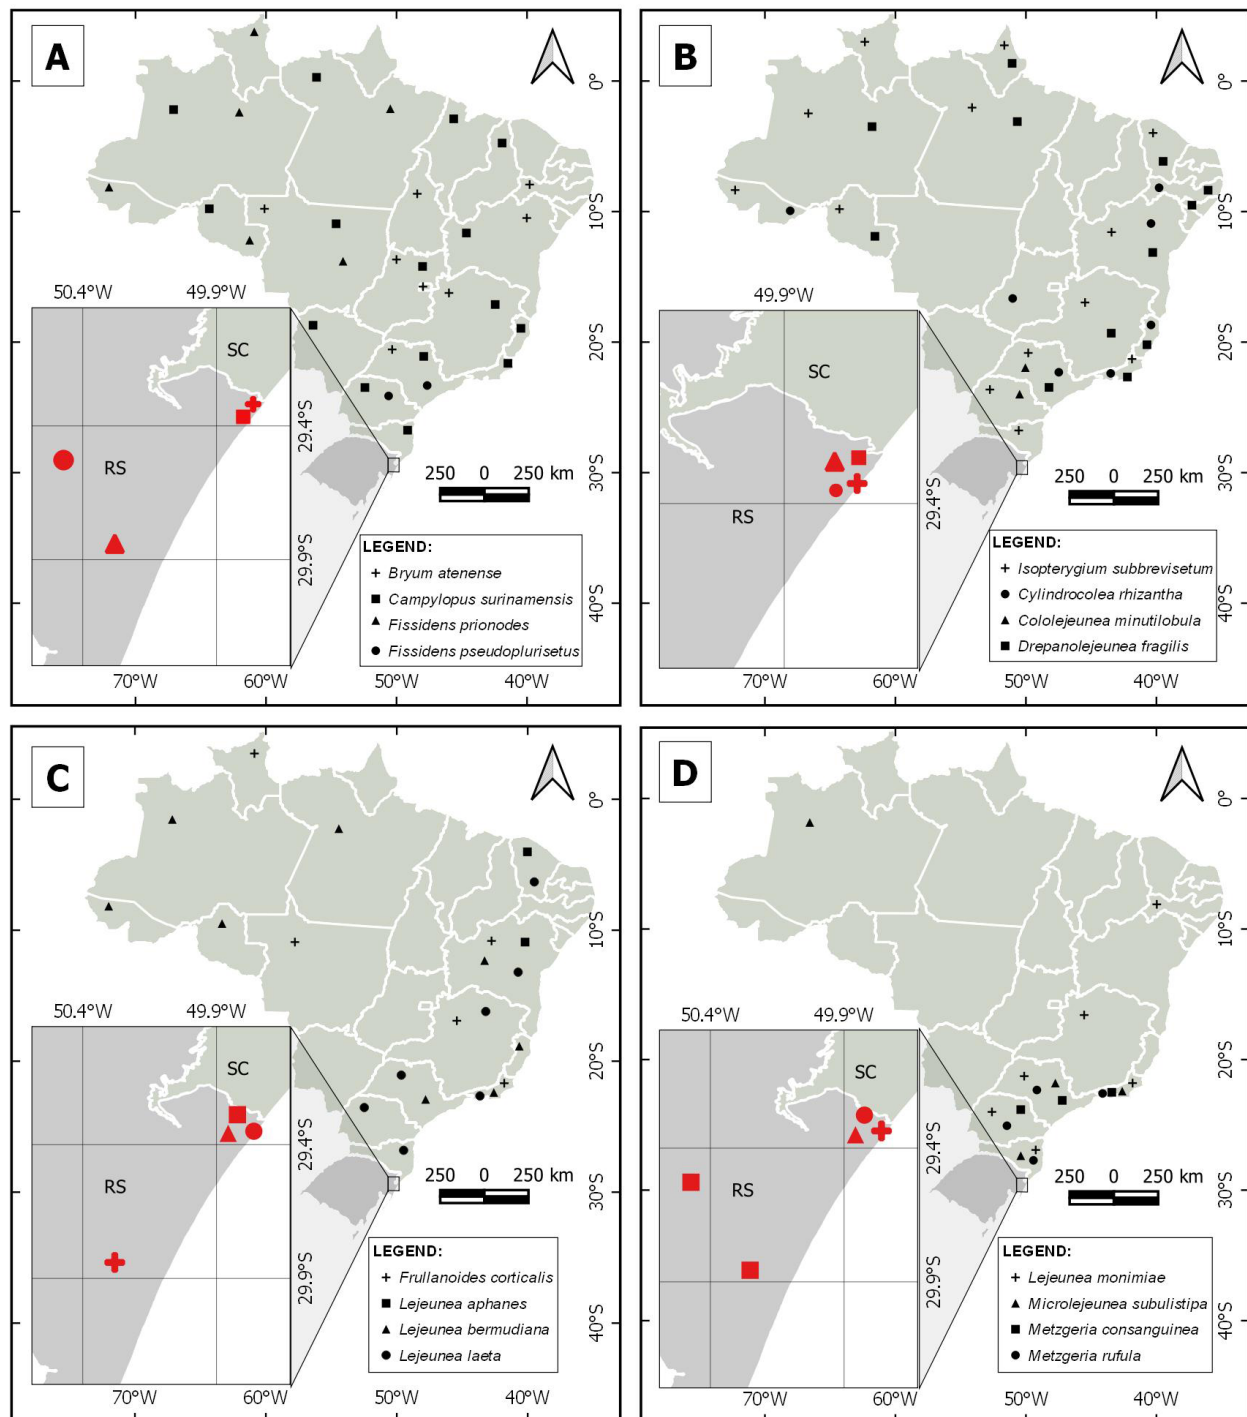 A
0°
10°S
20°S
30°S
40°S
50.4°W
49.9°W
SC
RS
29.4°S
29.9°S
250 0 250 km
LEGEND:
Bryum atenense
Campylopus surinamensis
Fissidens prionodes
Fissidens pseudoplurisetus
70°W 60°W 50°W 40°W
B
0°
10°S
20°S
30°S
40°S
49.9°W
SC
RS
29.4°S
250 0 250 km
LEGEND:
Isopterygium subbrevisetum
Cylindrocolea rhizantha
Cololejeunea minutilobula
Drepanolejeunea fragilis
70°W 60°W 50°W 40°W
C
0°
10°S
20°S
30°S
40°S
50.4°W
49.9°W
SC
RS
29.4°S
29.9°S
250 0 250 km
LEGEND:
Frullanoides corticalis
Lejeunea aphanes
Lejeunea bermudiana
Lejeunea laeta
70°W 60°W 50°W 40°W
D
0°
10°S
20°S
30°S
40°S
50.4°W
49.9°W
SC
RS
29.4°S
29.9°S
250 0 250 km
LEGEND:
Lejeunea monimiae
Microlejeunea subulistipa
Metzgeria consanguinea
Metzgeria rufula
70°W 60°W 50°W 40°W